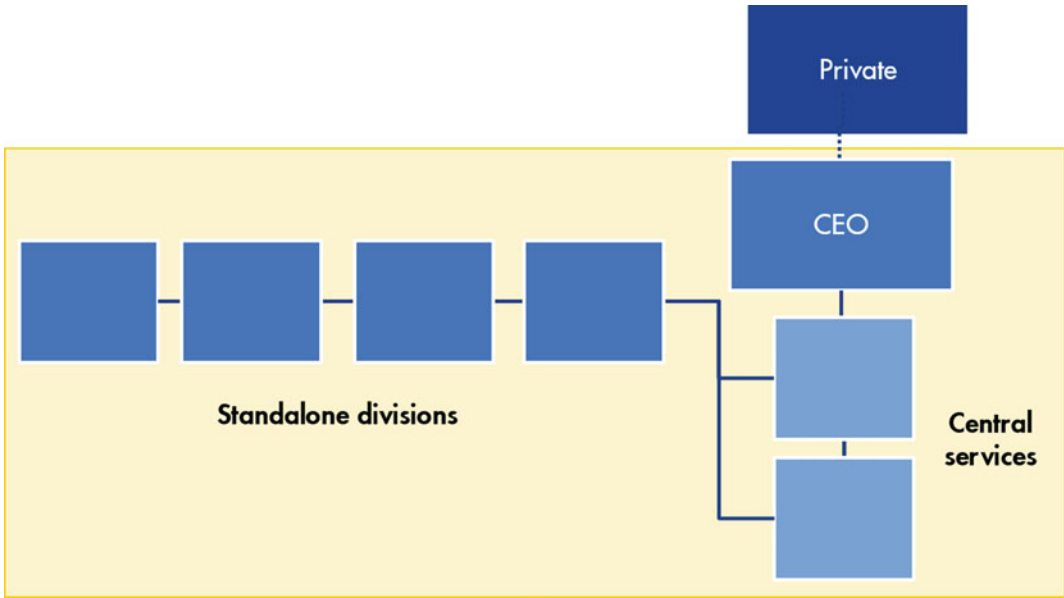 Private
CEO
Standalone divisions
Central
services